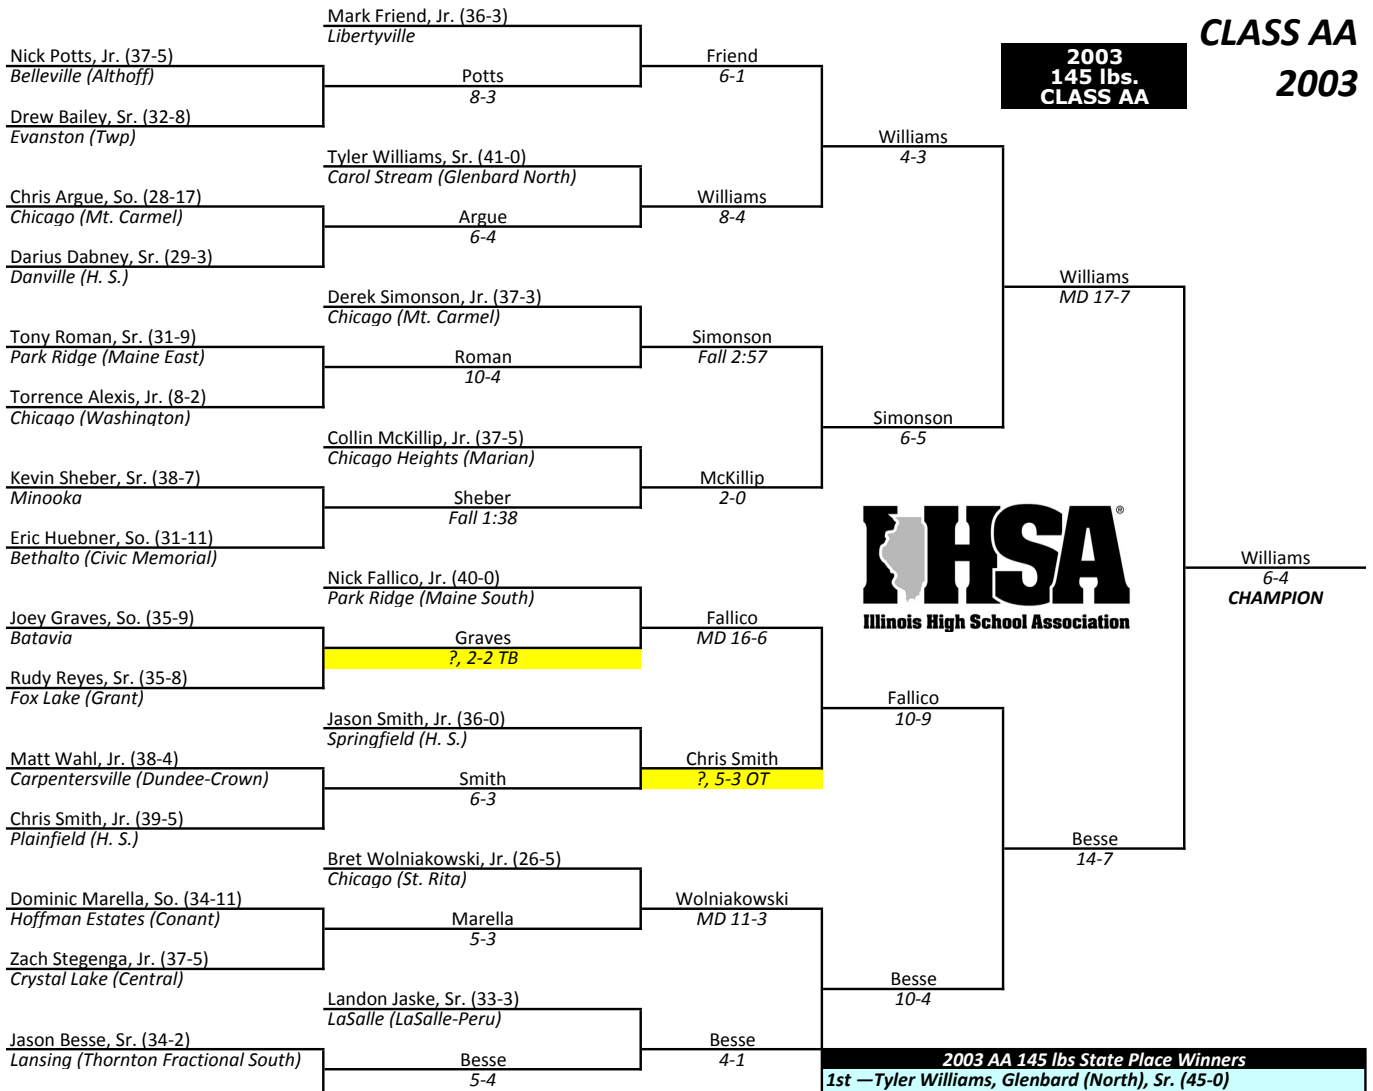 CLASS AA
2003
2003
145 lbs.
CLASS AA
Nick Potts, Jr. (37-5)
Belleville (Althoff)
Drew Bailey, Sr. (32-8)
Evanston (Twp)
Chris Argue, So. (28-17)
Chicago (Mt. Carmel)
Darius Dabney, Sr. (29-3)
Danville (H. S.)
Tony Roman, Sr. (31-9)
Park Ridge (Maine East)
Torrence Alexis, Jr. (8-2)
Chicago (Washington)
Kevin Sheber, Sr. (38-7)
Minooka
Eric Huebner, So. (31-11)
Bethalto (Civic Memorial)
Joey Graves, So. (35-9)
Batavia
Rudy Reyes, Sr. (35-8)
Fox Lake (Grant)
Matt Wahl, Jr. (38-4)
Carpentersville (Dundee-Crown)
Chris Smith, Jr. (39-5)
Plainfield (H. S.)
Dominic Marella, So. (34-11)
Hoffman Estates (Conant)
Zach Stegenga, Jr. (37-5)
Crystal Lake (Central)
Jason Besse, Sr. (34-2)
Lansing (Thornton Fractional South)
Mark Friend, Jr. (36-3)
Libertyville
Potts
8-3
Tyler Williams, Sr. (41-0)
Carol Stream (Glenbard North)
Argue
6-4
Derek Simonson, Jr. (37-3)
Chicago (Mt. Carmel)
Roman
10-4
Collin McKillip, Jr. (37-5)
Chicago Heights (Marian)
Sheber
Fall 1:38
Nick Fallico, Jr. (40-0)
Park Ridge (Maine South)
Graves
?, 2-2 TB
Jason Smith, Jr. (36-0)
Springfield (H. S.)
Smith
6-3
Bret Wolniakowski, Jr. (26-5)
Chicago (St. Rita)
Marella
5-3
Landon Jaske, Sr. (33-3)
LaSalle (LaSalle-Peru)
Besse
5-4
Friend
6-1
Williams
8-4
Simonson
Fall 2:57
McKillip
2-0
Fallico
MD 16-6
Chris Smith
?, 5-3 OT
Wolniakowski
MD 11-3
Besse
4-1
Williams
4-3
Simonson
6-5
Fallico
10-9
Besse
10-4
Williams
MD 17-7
Besse
14-7
Williams
6-4
CHAMPION
IHSA®
Illinois High School Association
2003 AA 145 lbs State Place Winners
1st —Tyler Williams, Glenbard (North), Sr. (45-0)